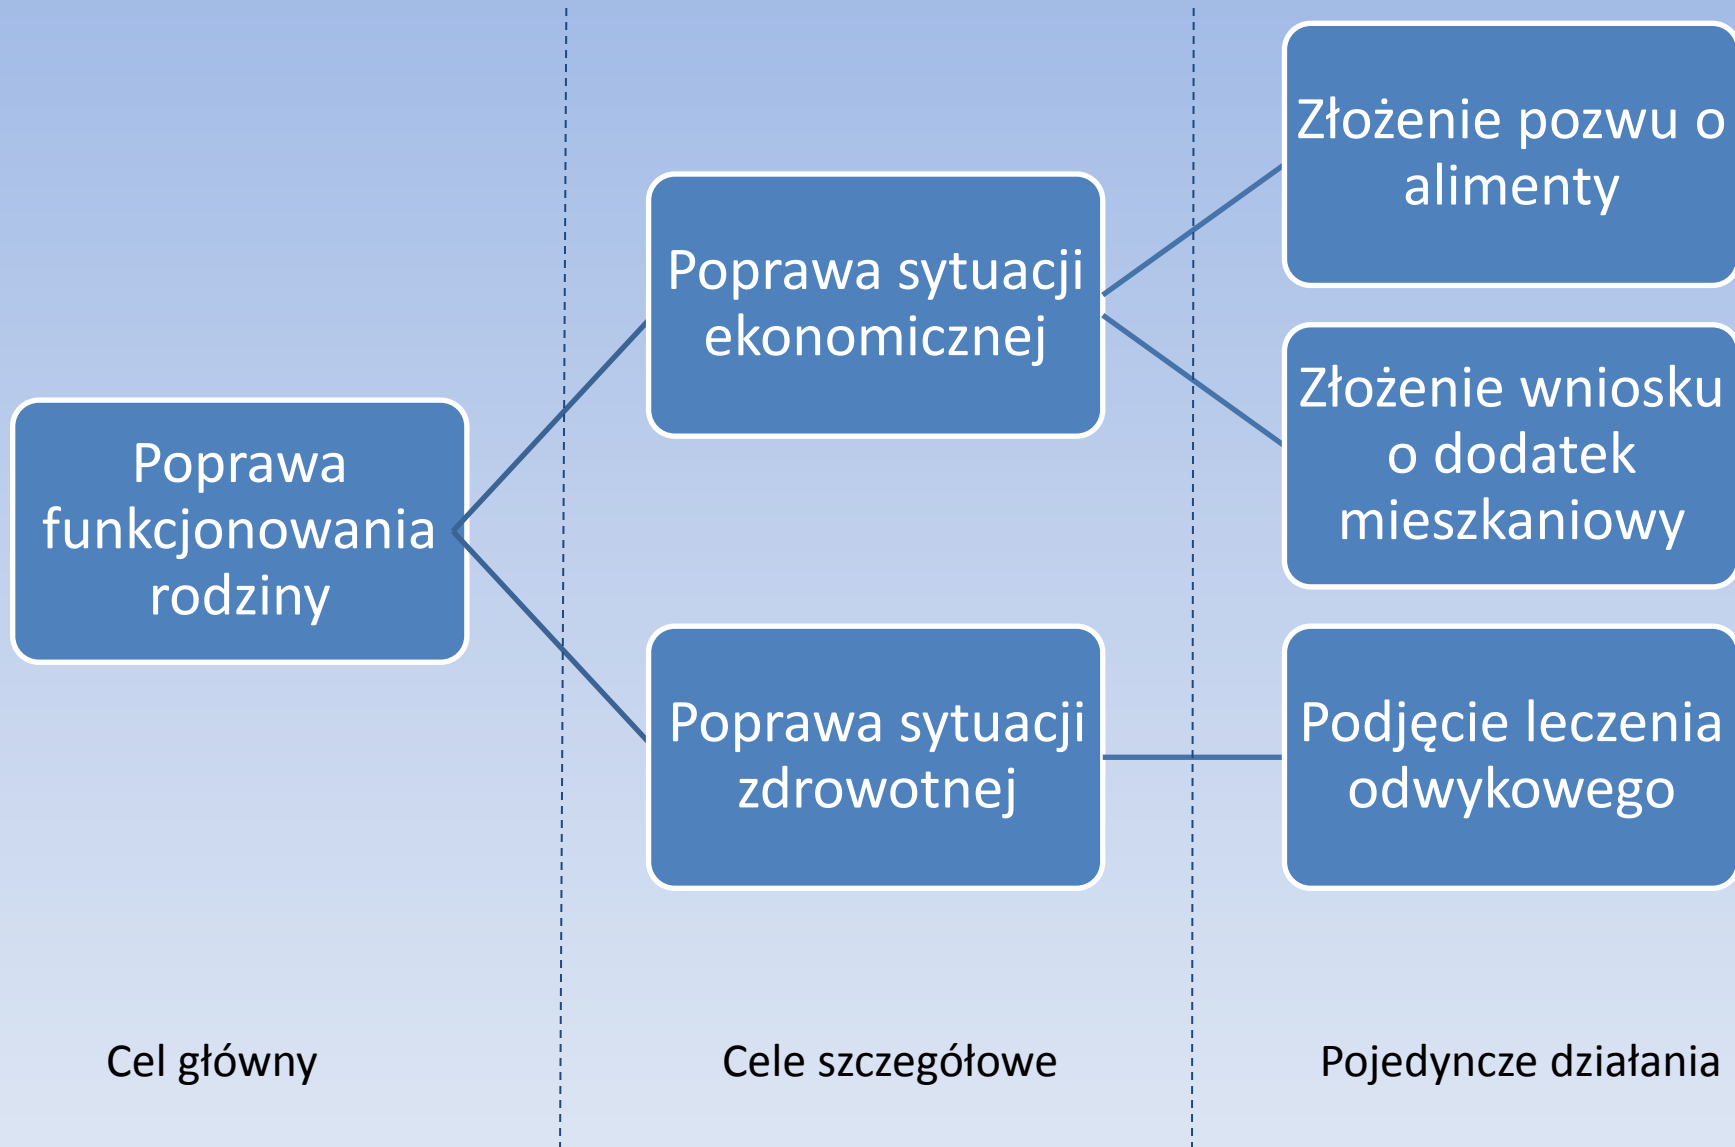 Poprawa
funkcjonowania
rodziny
Poprawa sytuacji
ekonomicznej
Poprawa sytuacji
zdrowotnej
Złożenie pozwu o
alimenty
Złożenie wniosku
o dodatek
mieszkaniowy
Podjęcie leczenia
odwykowego
Cel główny
Cele szczegółowe
Pojedyncze działania